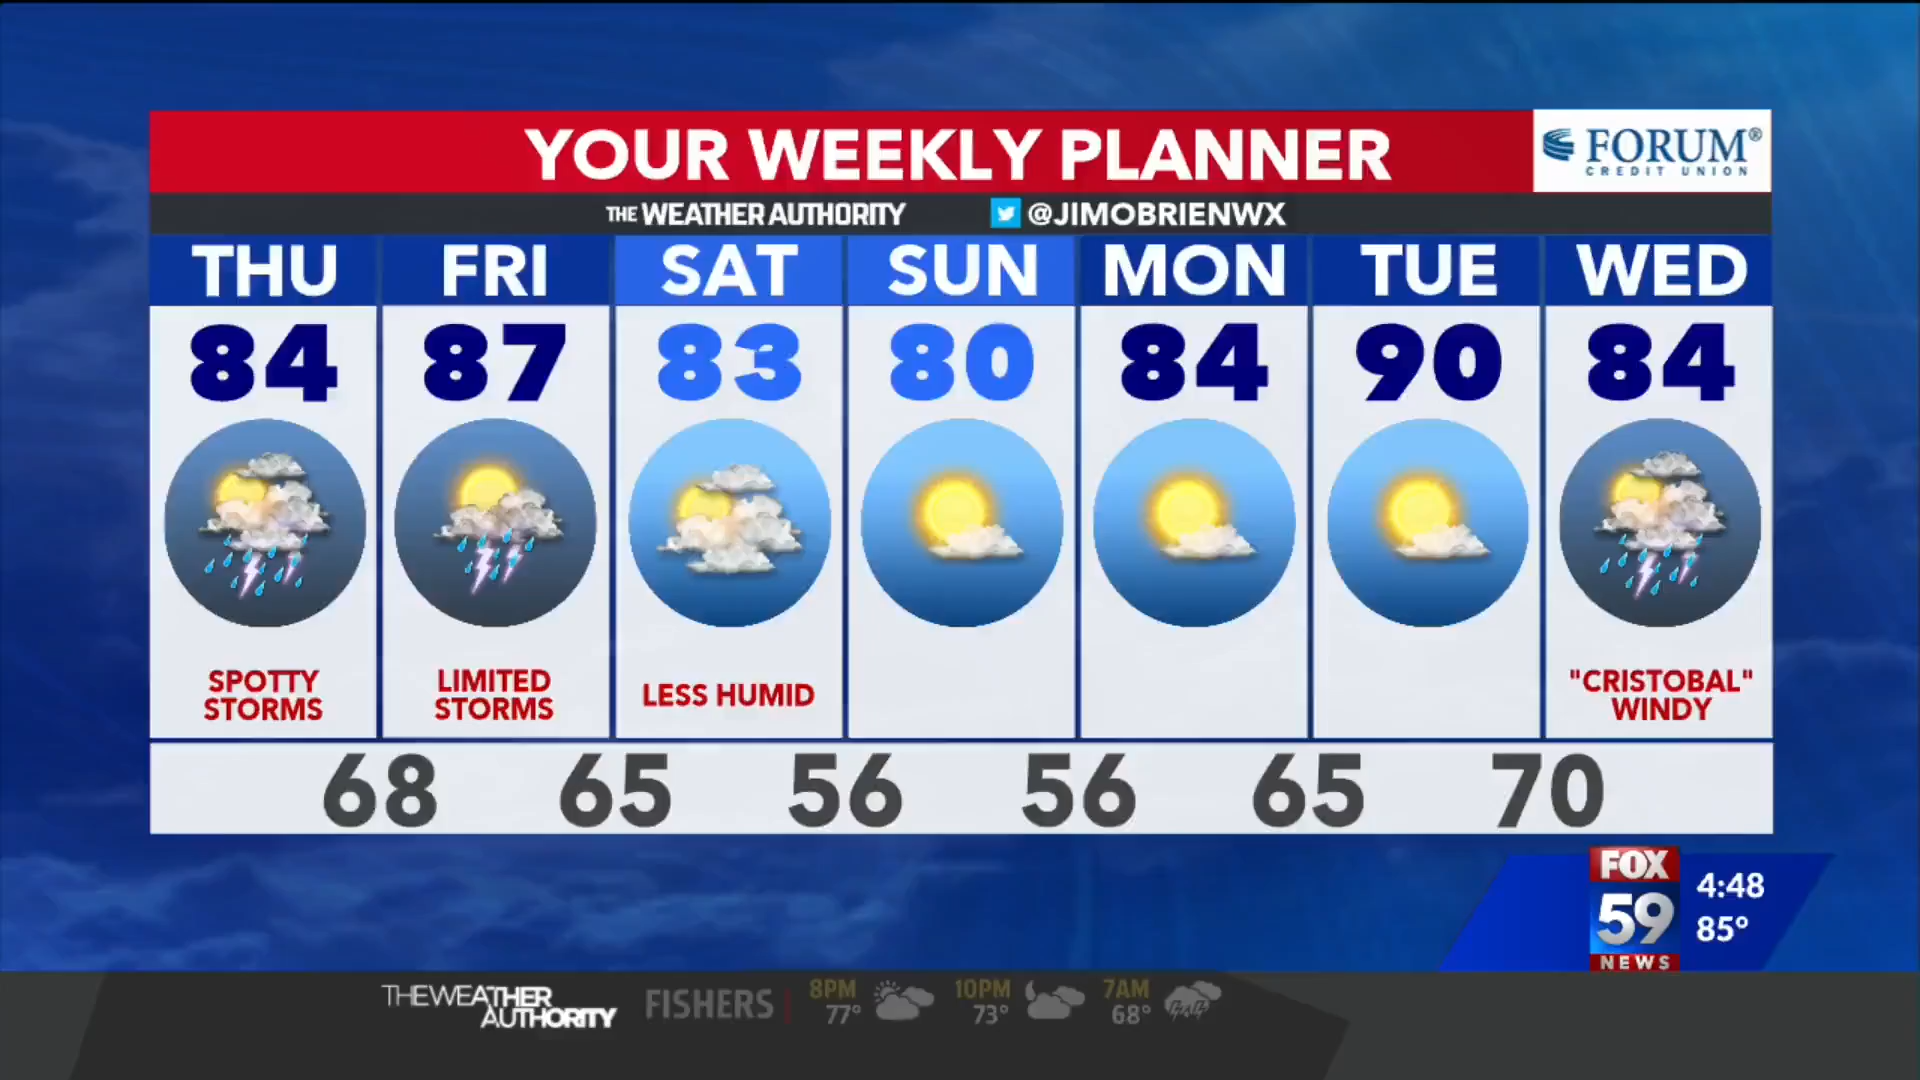 YOUR WEEKLY PLANNER
FORUM®
CREDIT UNION
THE WEATHER AUTHORITY @JIMOBRIENWX
THU FRI SAT SUN MON TUE WED
84 87 83 80 84 90 84
SPOTTY
STORMS
LIMITED
STORMS
LESS HUMID
"CRISTOBAL"
WINDY
68 65 56 56 65 70
FOX
59
NEWS
4:48
85°
THE WEATHER
AUTHORITY
FISHERS
8PM
77°
10PM
73°
7AM
68°